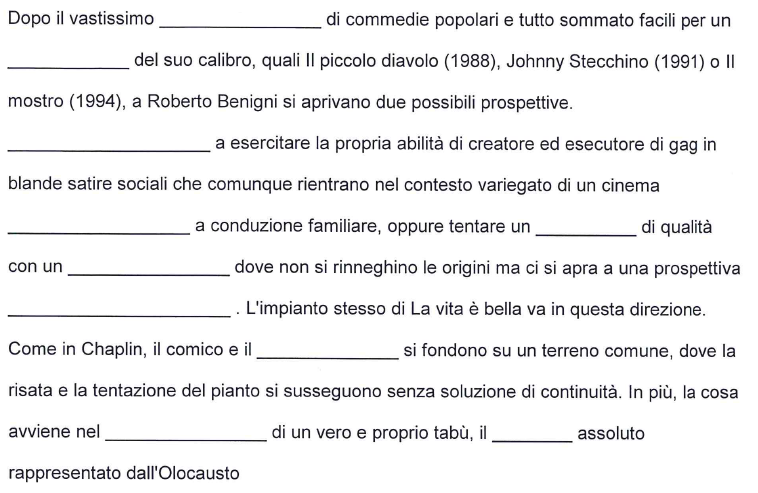 Dopo il vastissimo _________________ di commedie popolari e tutto sommato facili per un
_____________ del suo calibro, quali Il piccolo diavolo (1988), Johnny Stecchino (1991) o Il
mostro (1994), a Roberto Benigni si aprivano due possibili prospettive.
______________________ a esercitare la propria abilità di creatore ed esecutore di gag in
blande satire sociali che comunque rientrano nel contesto variegato di un cinema
____________________ a conduzione familiare, oppure tentare un ___________ di qualità
con un _________________ dove non si rinneghino le origini ma ci si apra a una prospettiva
________________________ . L'impianto stesso di La vita è bella va in questa direzione.
Come in Chaplin, il comico e il _______________ si fondono su un terreno comune, dove la
risata e la tentazione del pianto si susseguono senza soluzione di continuità. In più, la cosa
avviene nel _________________ di un vero e proprio tabù, il ________ assoluto
rappresentato dall'Olocausto